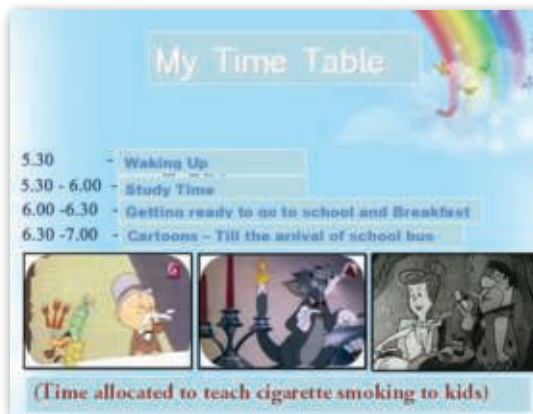 My Time Table
5.30 - Waking Up
5.30 - 6.00 - Study Time
6.00 -6.30 - Getting ready to go to school and Breakfast
6.30 -7.00 - Cartoons – Till the arrival of school bus
(Time allocated to teach cigarette smoking to kids)